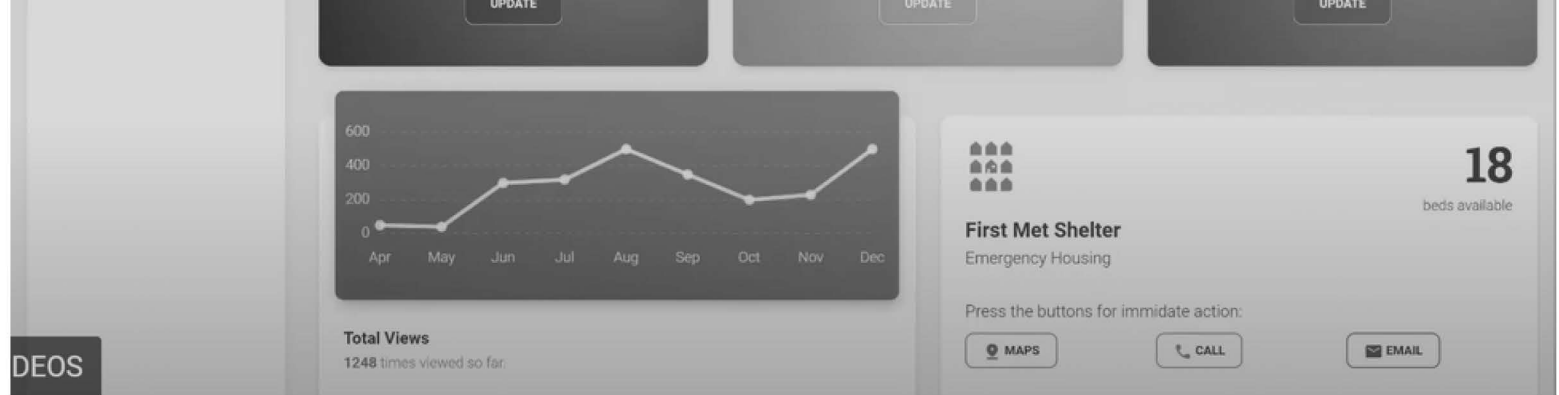 UPDATE
UPDATE
UPDATE
600
400
200
0
Apr May Jun Jul Aug Sep Oct Nov Dec
Total Views
1248 times viewed so far.
18
beds available
First Met Shelter
Emergency Housing
Press the buttons for immidate action:
MAPS
CALL
EMAIL
DEOS